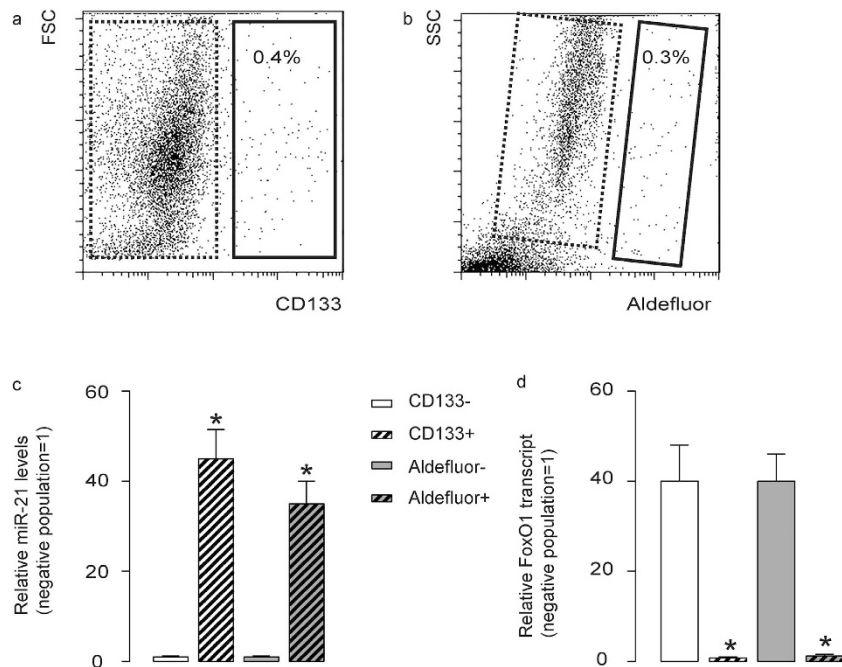 a
FSC
0.4%
CD133
b
SSC
0.3%
Aldefluor
c
Relative miR-21 levels
(negative population=1)
60
40
20
0
*
*
CD133-
CD133+
Aldefluor-
Aldefluor+
d
Relative FoxO1 transcript
(negative population=1)
60
40
20
0
*
*